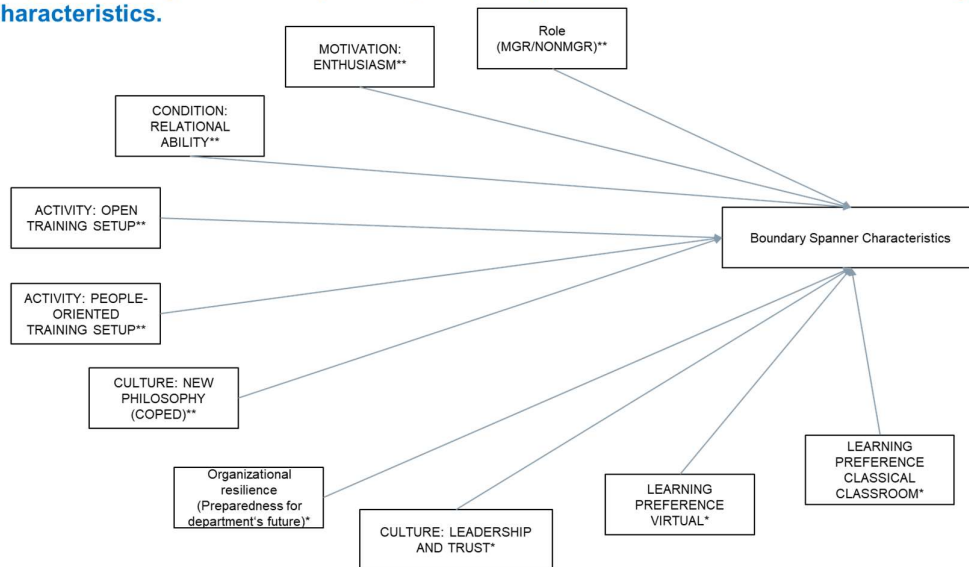 haracteristics.
Role
(MGR/NONMGR)**
MOTIVATION:
ENTHUSIASM**
CONDITION:
RELATIONAL
ABILITY**
ACTIVITY: OPEN
TRAINING SETUP**
Boundary Spanner Characteristics
ACTIVITY: PEOPLE-
ORIENTED
TRAINING SETUP**
CULTURE: NEW
PHILOSOPHY
(COPED)**
Organizational
resilience
(Preparedness for
department's future)*
CULTURE: LEADERSHIP
AND TRUST*
LEARNING
PREFERENCE
VIRTUAL*
LEARNING
PREFERENCE
CLASSICAL
CLASSROOM*